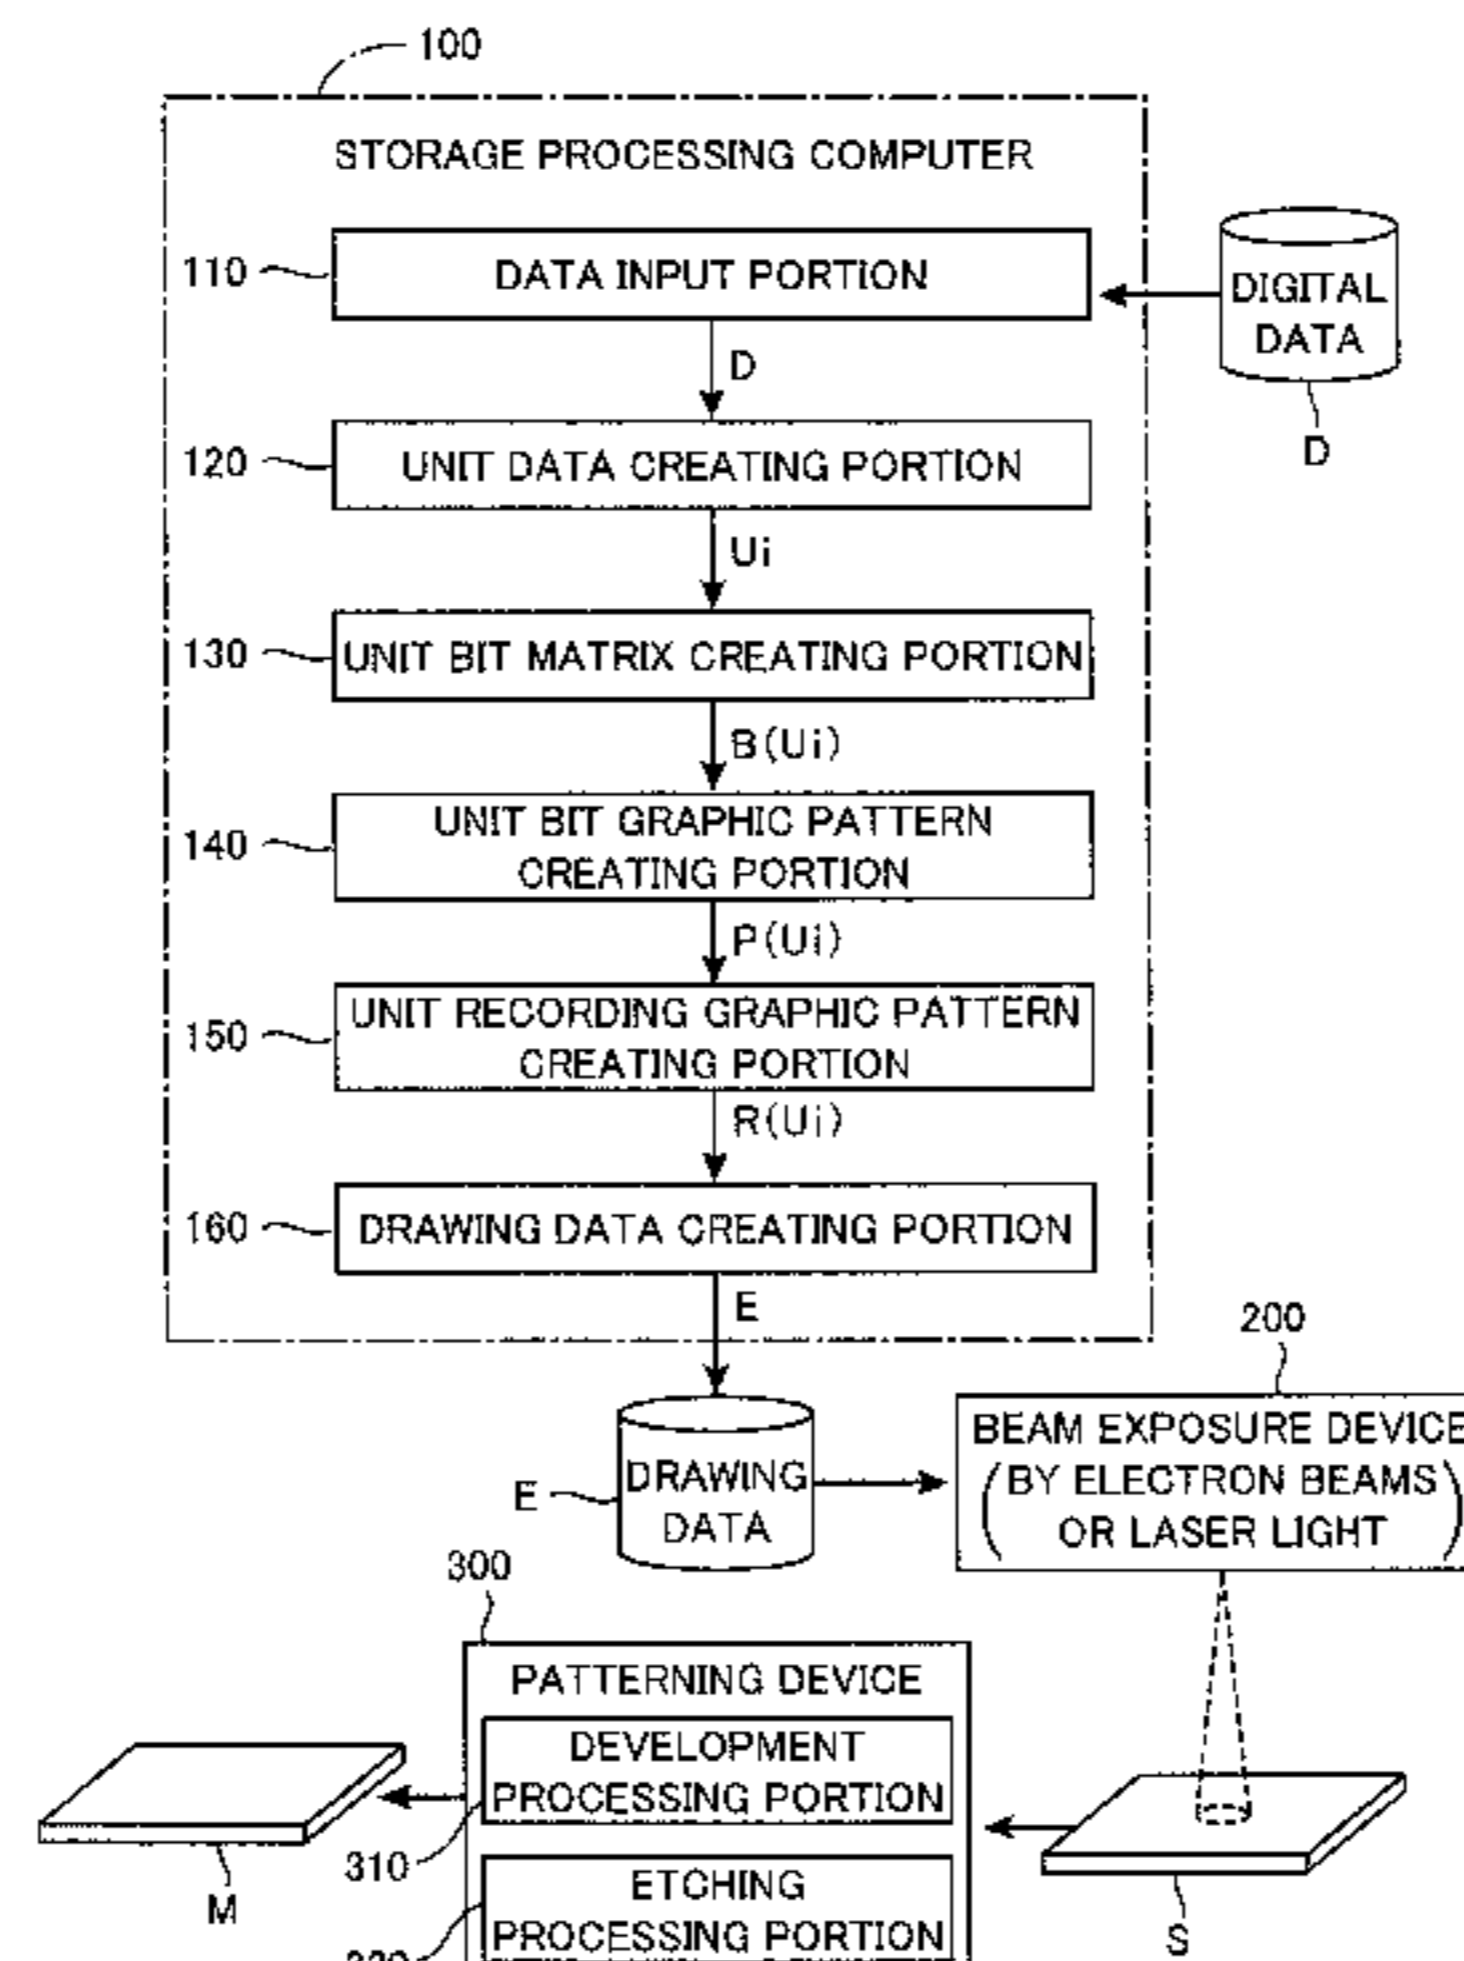 100
STORAGE PROCESSING COMPUTER
110
DATA INPUT PORTION
DIGITAL
DATA
D
D
120
UNIT DATA CREATING PORTION
Ui
130
UNIT BIT MATRIX CREATING PORTION
B(Ui)
140
UNIT BIT GRAPHIC PATTERN
CREATING PORTION
P(Ui)
150
UNIT RECORDING GRAPHIC PATTERN
CREATING PORTION
R(Ui)
160
DRAWING DATA CREATING PORTION
E
200
E
DRAWING
DATA
BEAM EXPOSURE DEVICE
(BY ELECTRON BEAMS
OR LASER LIGHT)
300
PATTERNING DEVICE
DEVELOPMENT
PROCESSING PORTION
310
M
ETCHING
PROCESSING PORTION
S